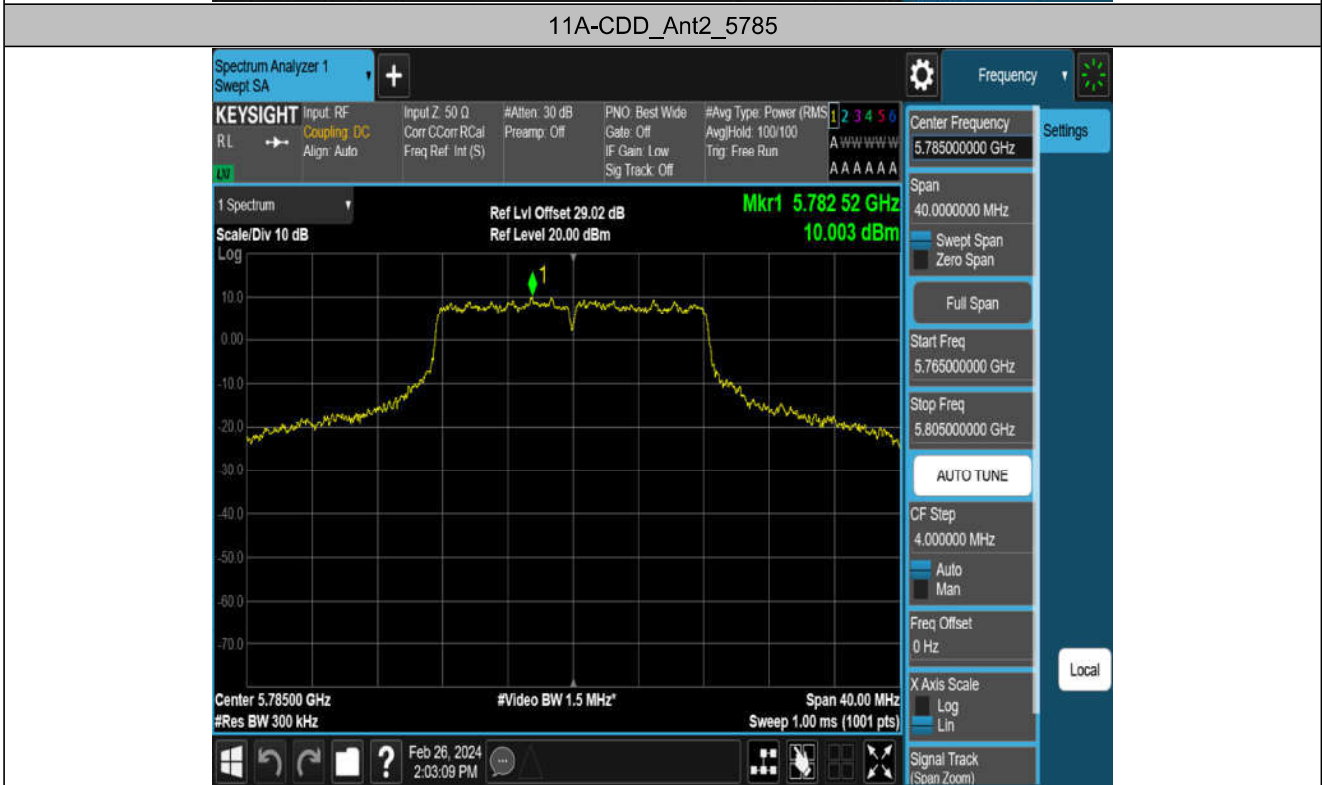 11A-CDD_Ant2_5785
Spectrum Analyzer 1
Swept SA
+
Frequency
KEYSIGHT
RL
LXI
Input: RF
Coupling: DC
Align: Auto
Input Z: 50 Ω
Corr CCorr RCal
Freq Ref: Int (S)
#Atten: 30 dB
Preamp: Off
PNO: Best Wide
Gate: Off
IF Gain: Low
Sig Track: Off
#Avg Type: Power (RMS
Avg|Hold: 100/100
Trig: Free Run
1 2 3 4 5 6
A W W W W W
A A A A A A
1 Spectrum
Scale/Div 10 dB
Log
Ref Lvl Offset 29.02 dB
Ref Level 20.00 dBm
Mkr1 5.782 52 GHz
10.003 dBm
1
10.0
0.00
-10.0
-20.0
-30.0
-40.0
-50.0
-60.0
-70.0
Center 5.78500 GHz
#Video BW 1.5 MHz*
Span 40.00 MHz
#Res BW 300 kHz
Sweep 1.00 ms (1001 pts)
Center Frequency
5.785000000 GHz
Settings
Span
40.0000000 MHz
Swept Span
Zero Span
Full Span
Start Freq
5.765000000 GHz
Stop Freq
5.805000000 GHz
AUTO TUNE
CF Step
4.000000 MHz
Auto
Man
Freq Offset
0 Hz
X Axis Scale
Log
Lin
Local
Signal Track
(Span Zoom)
?
Feb 26, 2024
2:03:09 PM